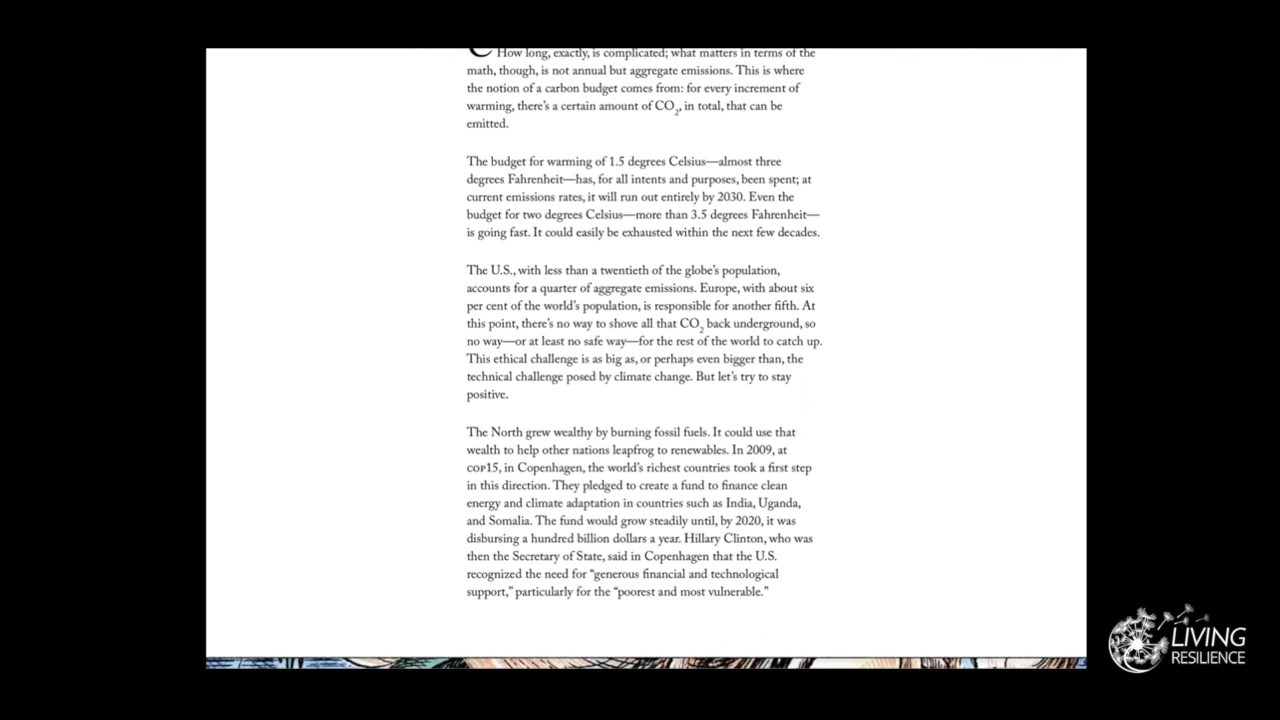 How long, exactly, is complicated; what matters in terms of the
math, though, is not annual but aggregate emissions. This is where
the notion of a carbon budget comes from: for every increment of
warming, there's a certain amount of CO₂, in total, that can be
emitted.
The budget for warming of 1.5 degrees Celsius—almost three
degrees Fahrenheit—has, for all intents and purposes, been spent; at
current emissions rates, it will run out entirely by 2030. Even the
budget for two degrees Celsius—more than 3.5 degrees Fahrenheit—
is going fast. It could easily be exhausted within the next few decades.
The U.S., with less than a twentieth of the globe's population,
accounts for a quarter of aggregate emissions. Europe, with about six
per cent of the world's population, is responsible for another fifth. At
this point, there's no way to shove all that CO₂ back underground, so
no way—or at least no safe way—for the rest of the world to catch up.
This ethical challenge is as big as, or perhaps even bigger than, the
technical challenge posed by climate change. But let's try to stay
positive.
The North grew wealthy by burning fossil fuels. It could use that
wealth to help other nations leapfrog to renewables. In 2009, at
COP15, in Copenhagen, the world's richest countries took a first step
in this direction. They pledged to create a fund to finance clean
energy and climate adaptation in countries such as India, Uganda,
and Somalia. The fund would grow steadily until, by 2020, it was
disbursing a hundred billion dollars a year. Hillary Clinton, who was
then the Secretary of State, said in Copenhagen that the U.S.
recognized the need for “generous financial and technological
support,” particularly for the “poorest and most vulnerable.”
LIVING
RESILIENCE